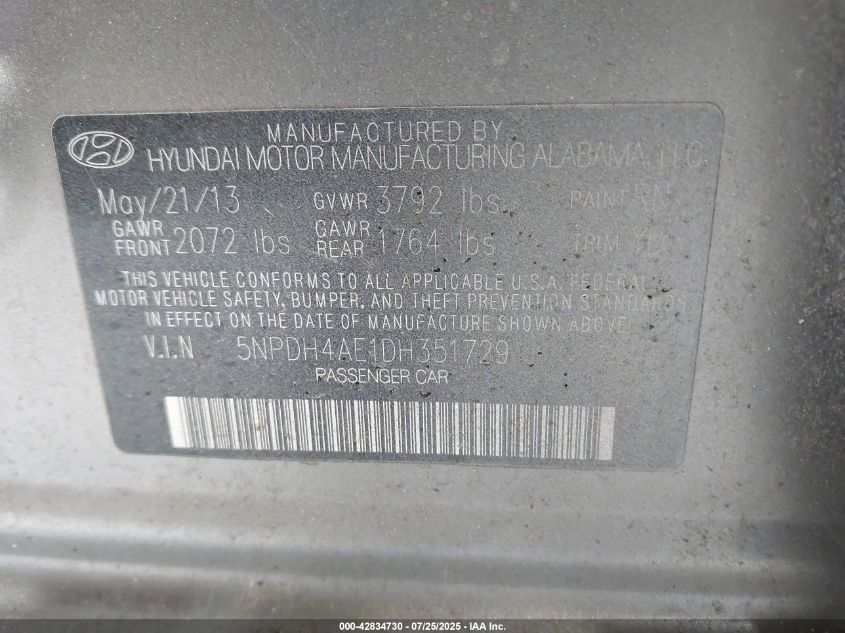 MANUFACTURED BY
HYUNDAI MOTOR MANUFACTURING ALABAMA, LLC
May/21/13 GVWR 3792 lbs PAINT RN
GAWR FRONT 2072 lbs GAWR REAR 1764 lbs TRIM YD
THIS VEHICLE CONFORMS TO ALL APPLICABLE U.S.A. FEDERAL
MOTOR VEHICLE SAFETY, BUMPER, AND THEFT PREVENTION STANDARDS
IN EFFECT ON THE DATE OF MANUFACTURE SHOWN ABOVE!
V.I.N 5NPDH4AE1DH351729
PASSENGER CAR
000-42834730 - 07/25/2025 - IAA Inc.